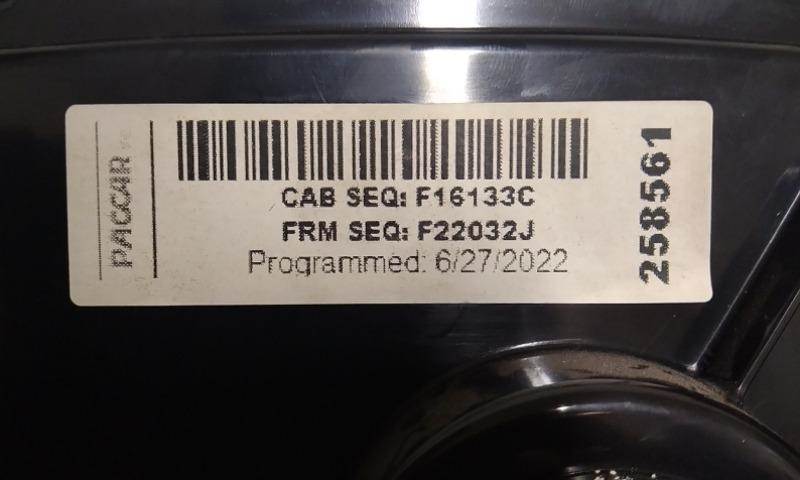 PACCAR
CAB SEQ: F16133C
FRM SEQ: F22032J
Programmed: 6/27/2022
258561